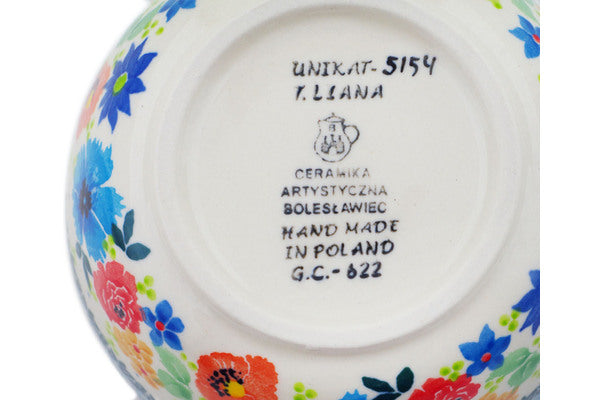 UNIKAT-5154
T. LIANA
CERAMIKA
ARTYSTYCZNA
BOLESŁAWIEC
HAND MADE
IN POLAND
G.C.-622